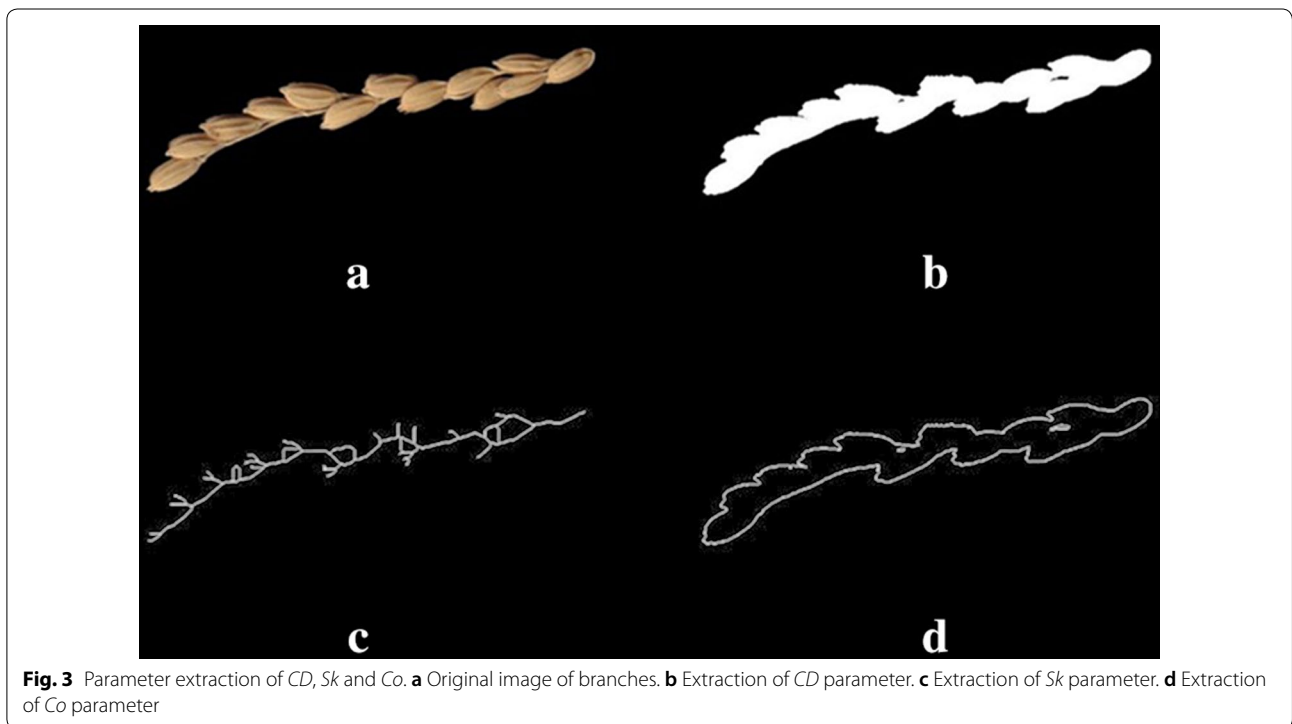 a
b
c
d
Fig. 3 Parameter extraction of CD, Sk and Co. a Original image of branches. b Extraction of CD parameter. c Extraction of Sk parameter. d Extraction
of Co parameter